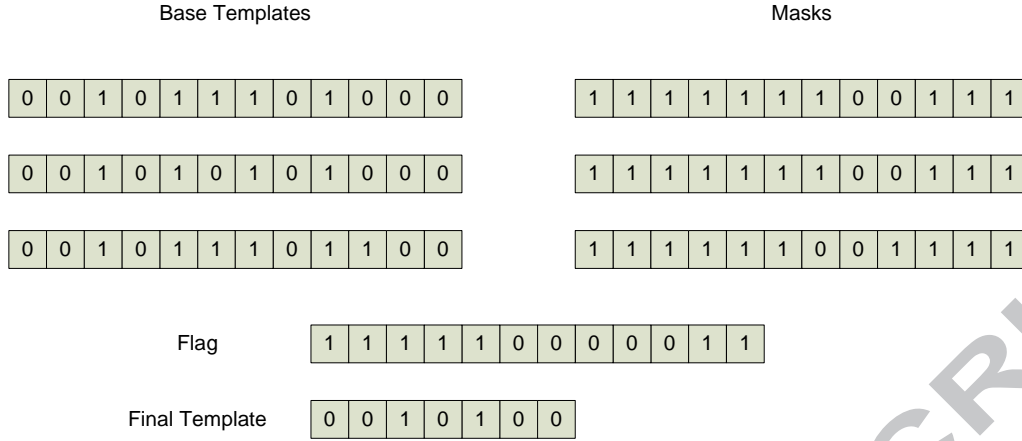 Base Templates Masks
0 0 1 0 1 1 1 0 1 0 0 0 1 1 1 1 1 1 1 0 0 1 1 1
0 0 1 0 1 0 1 0 1 0 0 0 1 1 1 1 1 1 1 0 0 1 1 1
0 0 1 0 1 1 1 0 1 1 0 0 1 1 1 1 1 1 0 0 1 1 1 1
Flag 1 1 1 1 1 0 0 0 0 0 1 1
Final Template 0 0 1 0 1 0 0